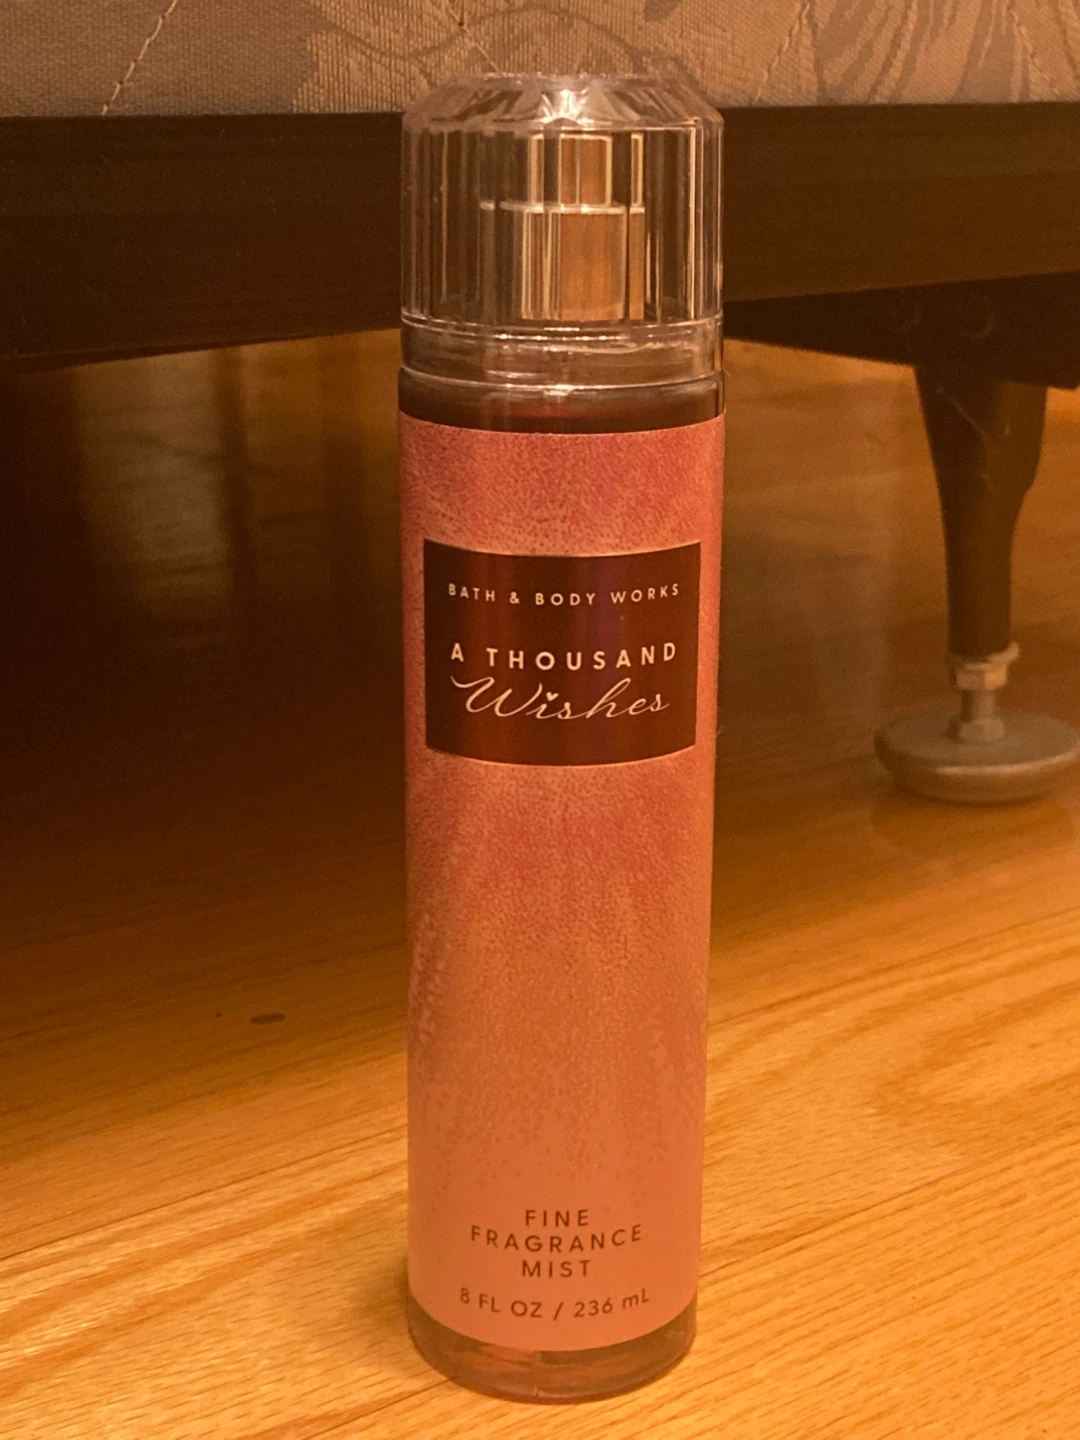 BATH & BODY WORKS
A THOUSAND
Wishes
FINE
FRAGRANCE
MIST
8 FL OZ / 236 mL